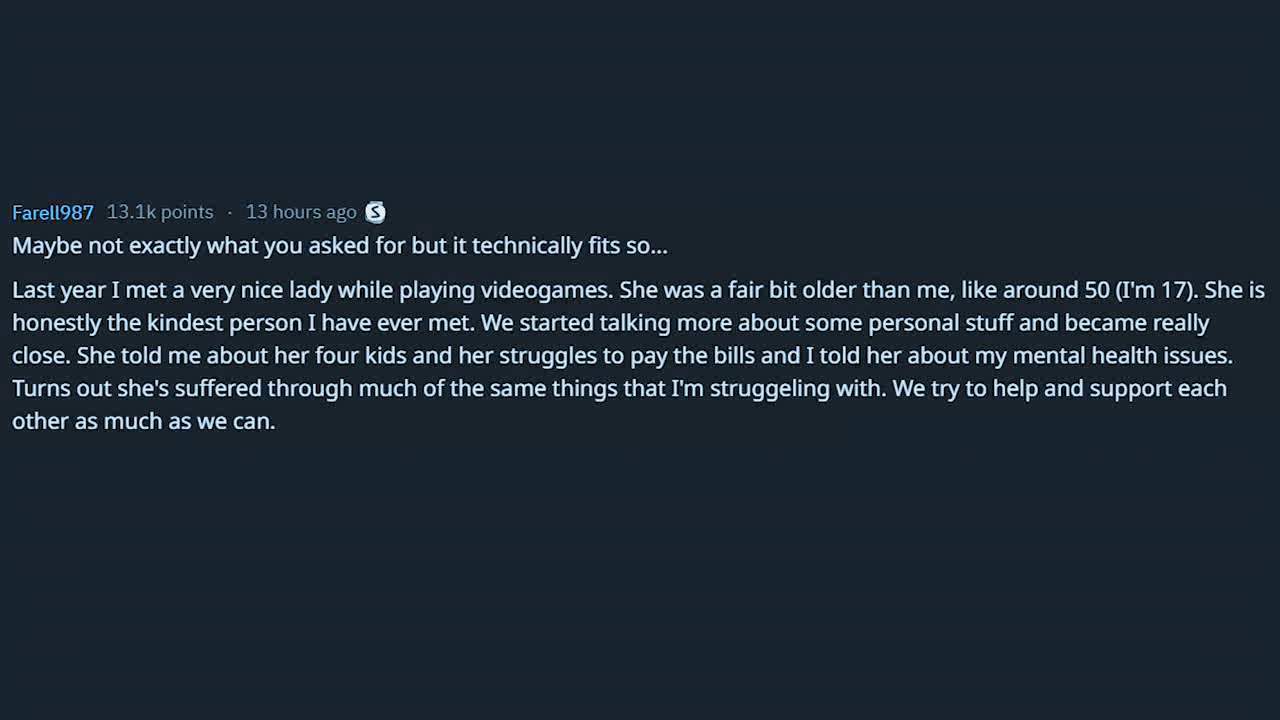 Farell987 13.1k points · 13 hours ago S
Maybe not exactly what you asked for but it technically fits so...
Last year I met a very nice lady while playing videogames. She was a fair bit older than me, like around 50 (I'm 17). She is
honestly the kindest person I have ever met. We started talking more about some personal stuff and became really
close. She told me about her four kids and her struggles to pay the bills and I told her about my mental health issues.
Turns out she's suffered through much of the same things that I'm struggeling with. We try to help and support each
other as much as we can.